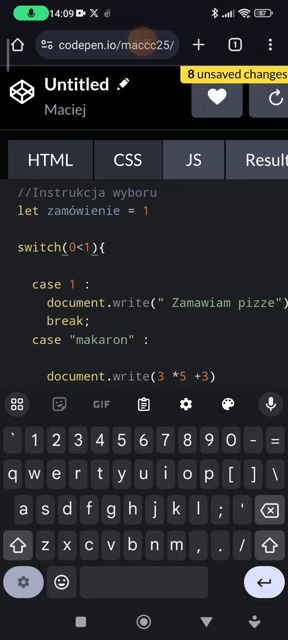 14:09
codepen.io/maccc25/
1
8 unsaved changes
Untitled
Maciej
HTML CSS JS Result
//Instrukcja wyboru
let zamówienie = 1
switch(0<1){
case 1 :
document.write(" Zamawiam pizze")
break;
case "makaron" :
document.write(3 *5 +3)
GIF
` 1 2 3 4 5 6 7 8 9 0 - =
q w e r t y u i o p [ ] \
a s d f g h j k l ; '
z x c v b n m , . /